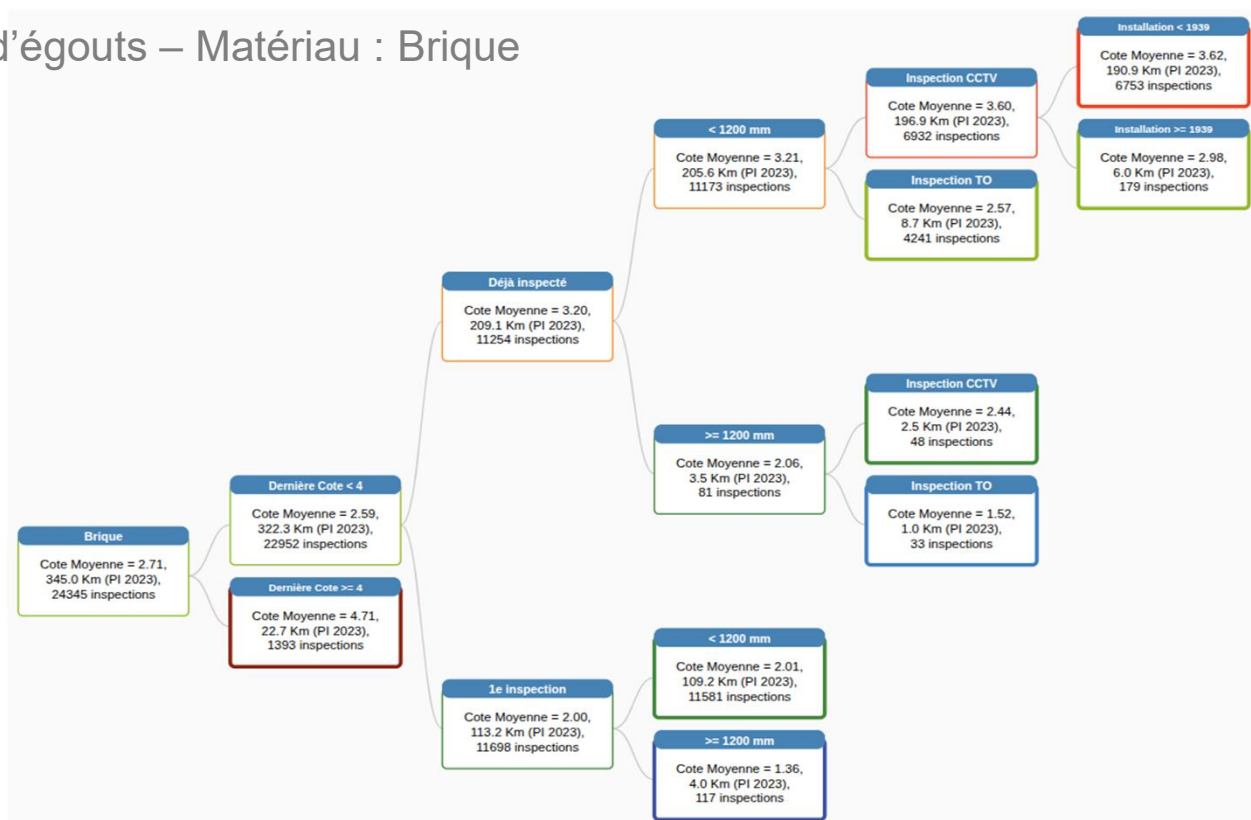 d’égouts – Matériau : Brique
Brique
Cote Moyenne = 2.71,
345.0 Km (PI 2023),
24345 inspections
Dernière Cote < 4
Cote Moyenne = 2.59,
322.3 Km (PI 2023),
22952 inspections
Dernière Cote >= 4
Cote Moyenne = 4.71,
22.7 Km (PI 2023),
1393 inspections
Déjà inspecté
Cote Moyenne = 3.20,
209.1 Km (PI 2023),
11254 inspections
1e inspection
Cote Moyenne = 2.00,
113.2 Km (PI 2023),
11698 inspections
< 1200 mm
Cote Moyenne = 3.21,
205.6 Km (PI 2023),
11173 inspections
>= 1200 mm
Cote Moyenne = 2.06,
3.5 Km (PI 2023),
81 inspections
< 1200 mm
Cote Moyenne = 2.01,
109.2 Km (PI 2023),
11581 inspections
>= 1200 mm
Cote Moyenne = 1.36,
4.0 Km (PI 2023),
117 inspections
Inspection CCTV
Cote Moyenne = 3.60,
196.9 Km (PI 2023),
6932 inspections
Inspection TO
Cote Moyenne = 2.57,
8.7 Km (PI 2023),
4241 inspections
Inspection CCTV
Cote Moyenne = 2.44,
2.5 Km (PI 2023),
48 inspections
Inspection TO
Cote Moyenne = 1.52,
1.0 Km (PI 2023),
33 inspections
Installation < 1939
Cote Moyenne = 3.62,
190.9 Km (PI 2023),
6753 inspections
Installation >= 1939
Cote Moyenne = 2.98,
6.0 Km (PI 2023),
179 inspections